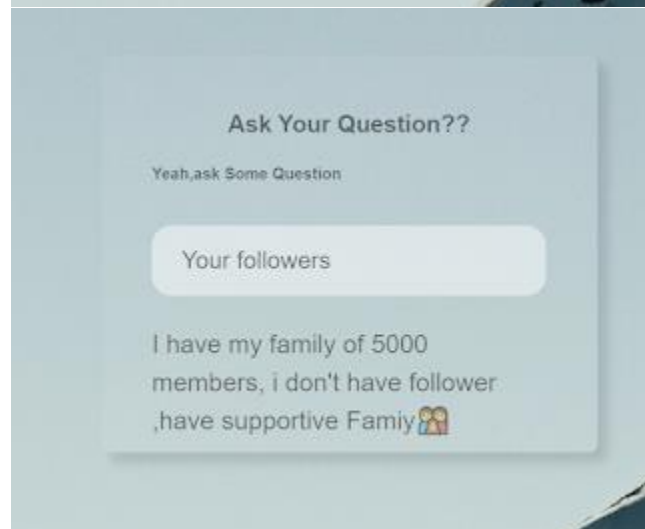 Ask Your Question??
Yeah,ask Some Question
Your followers
I have my family of 5000
members, i don't have follower
,have supportive Famiy👫